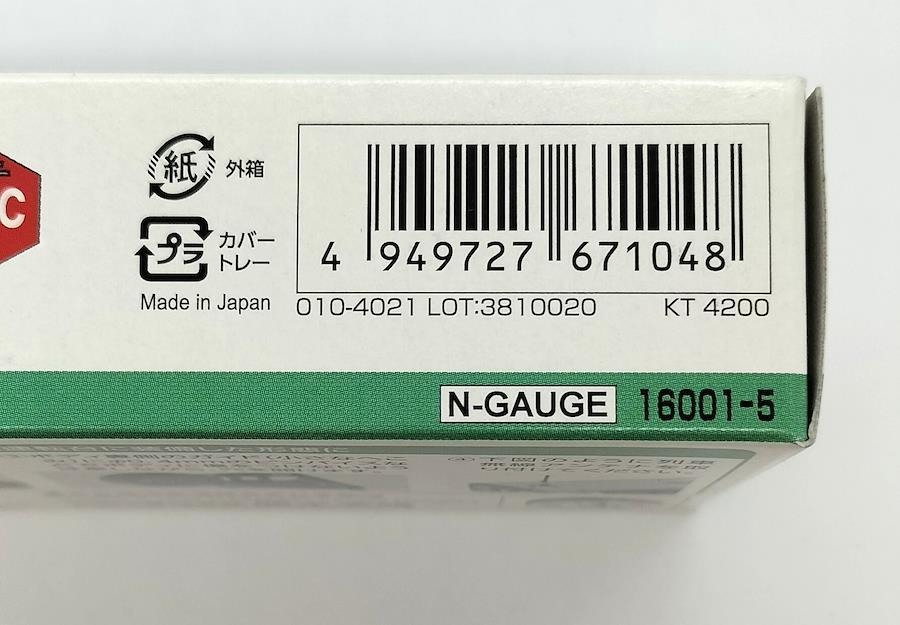 紙 外箱
プラ カバー
トレー
Made in Japan
C
4 949727 671048
010-4021 LOT:3810020 KT 4200
N-GAUGE 16001-5